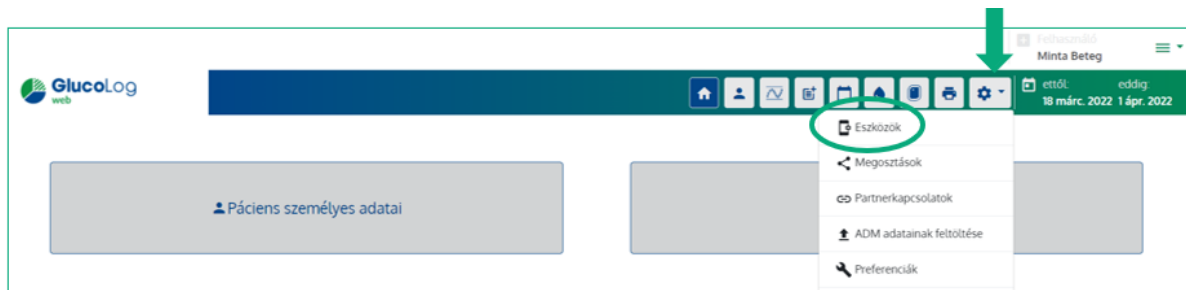 Felhasználó
Minta Beteg
GlucoLog
web
ettől: eddig:
18 márc. 2022 1 ápr. 2022
Eszközök
Megosztások
Partnerkapcsolatok
ADM adatainak feltöltése
Preferenciák
Páciens személyes adatai